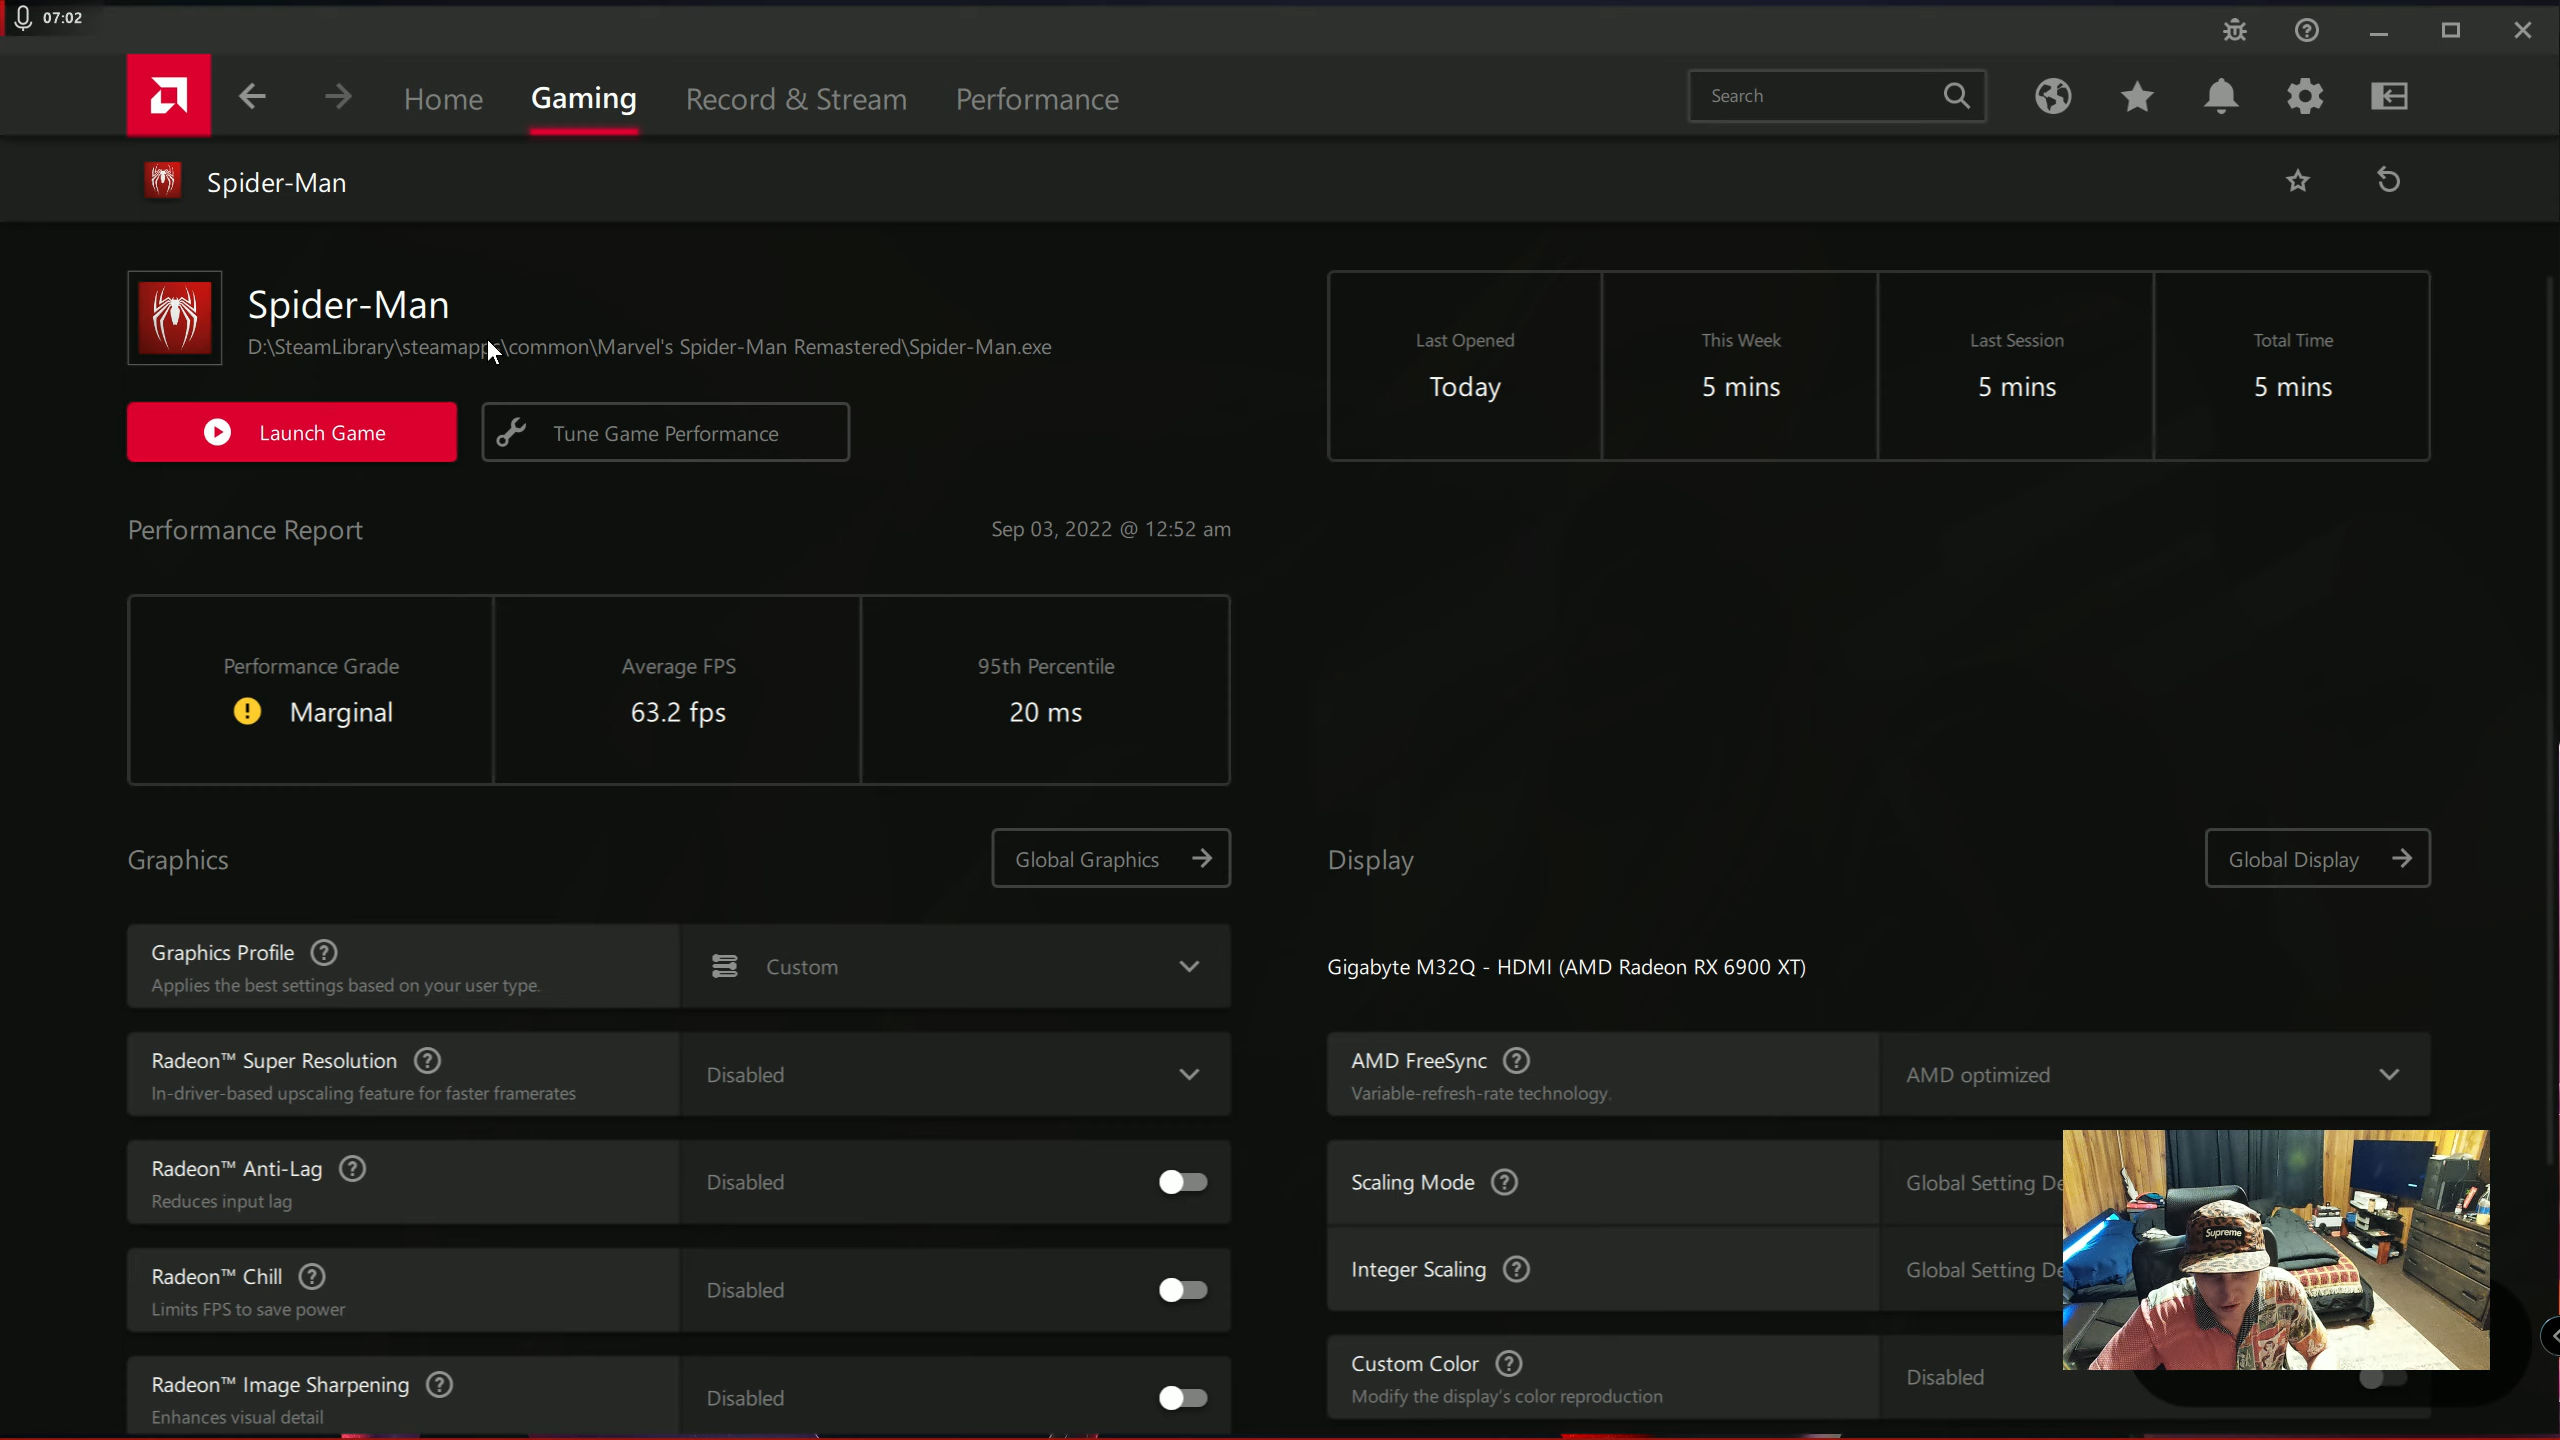 07:02
Home
Gaming
Record & Stream
Performance
Search
Spider-Man
Spider-Man
D:\SteamLibrary\steamapps\common\Marvel's Spider-Man Remastered\Spider-Man.exe
Launch Game
Tune Game Performance
Last Opened
Today
This Week
5 mins
Last Session
5 mins
Total Time
5 mins
Performance Report
Sep 03, 2022 @ 12:52 am
Performance Grade
Marginal
Average FPS
63.2 fps
95th Percentile
20 ms
Graphics
Global Graphics
Graphics Profile
Applies the best settings based on your user type.
Custom
Radeon™ Super Resolution
In-driver-based upscaling feature for faster framerates
Disabled
Radeon™ Anti-Lag
Reduces input lag
Disabled
Radeon™ Chill
Limits FPS to save power
Disabled
Radeon™ Image Sharpening
Enhances visual detail
Disabled
Display
Global Display
Gigabyte M32Q - HDMI (AMD Radeon RX 6900 XT)
AMD FreeSync
Variable-refresh-rate technology.
AMD optimized
Scaling Mode
Global Setting De
Integer Scaling
Global Setting De
Custom Color
Modify the display's color reproduction
Disabled
Supreme